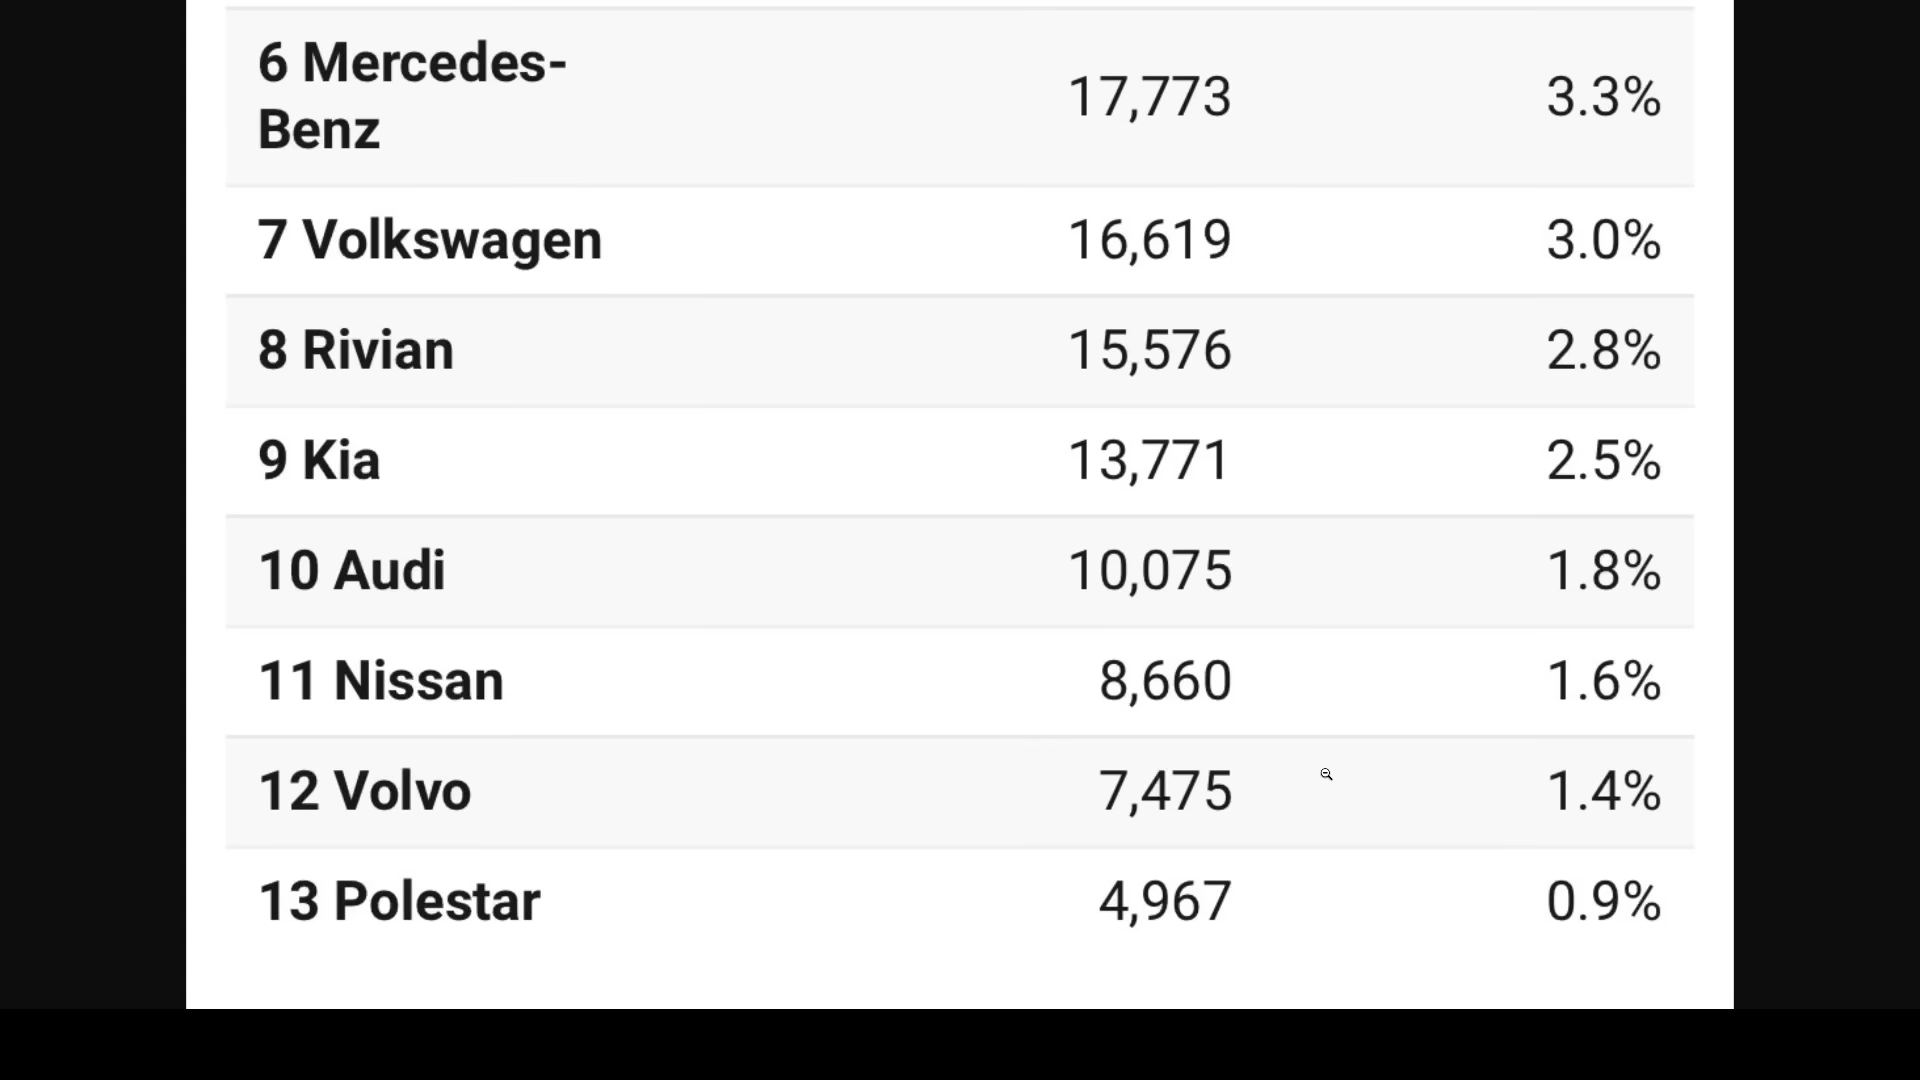 6 Mercedes-
Benz 17,773 3.3%
7 Volkswagen 16,619 3.0%
8 Rivian 15,576 2.8%
9 Kia 13,771 2.5%
10 Audi 10,075 1.8%
11 Nissan 8,660 1.6%
12 Volvo 7,475 1.4%
13 Polestar 4,967 0.9%